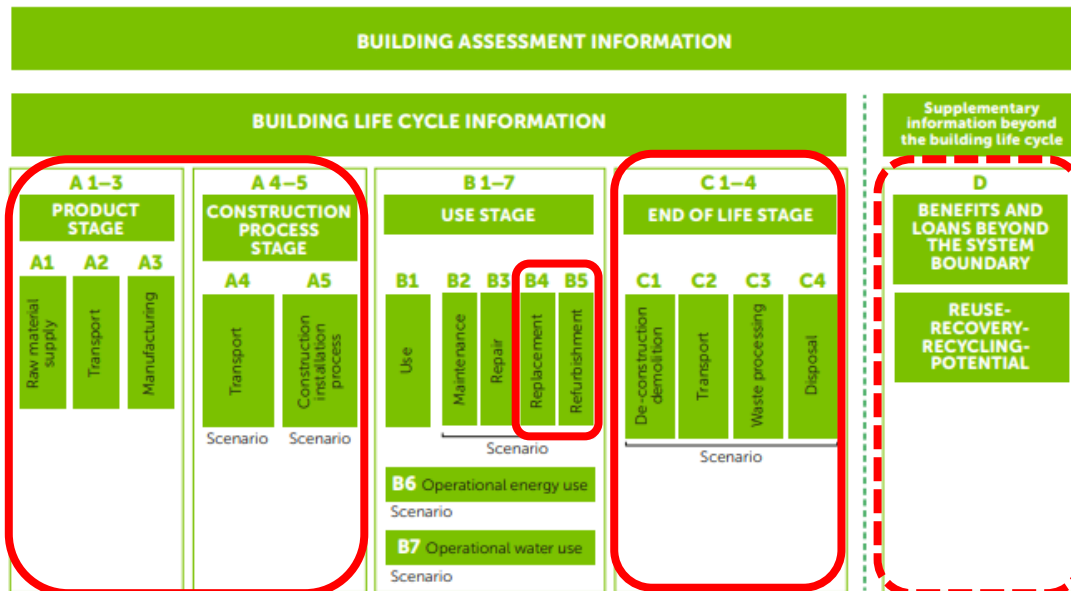 BUILDING ASSESSMENT INFORMATION
BUILDING LIFE CYCLE INFORMATION
Supplementary
information beyond
the building life cycle
A 1–3
PRODUCT
STAGE
A1
A2
A3
Raw material
supply
Transport
Manufacturing
A 4–5
CONSTRUCTION
PROCESS
STAGE
A4
A5
Transport
Construction
installation
process
Scenario
Scenario
B 1–7
USE STAGE
B1
B2
B3
B4
B5
Use
Maintenance
Repair
Replacement
Refurbishment
Scenario
B6 Operational energy use
Scenario
B7 Operational water use
Scenario
C 1–4
END OF LIFE STAGE
C1
C2
C3
C4
De-construction
demolition
Transport
Waste processing
Disposal
Scenario
D
BENEFITS AND
LOANS BEYOND
THE SYSTEM
BOUNDARY
REUSE-
RECOVERY-
RECYCLING-
POTENTIAL